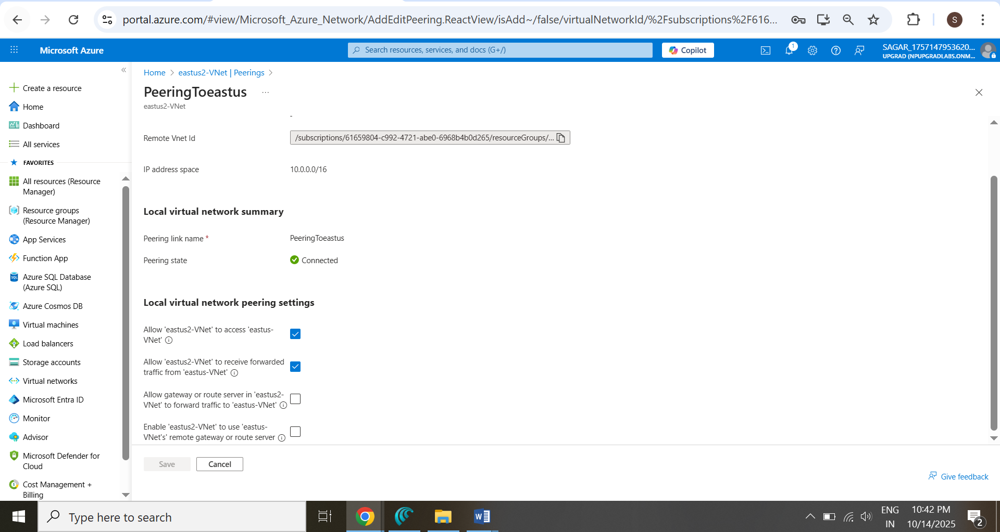 portal.azure.com/#view/Microsoft_Azure_Network/AddEditPeering.ReactView/isAdd~/false/virtualNetworkId/%2Fsubscriptions%2F616...
S
Microsoft Azure
Search resources, services, and docs (G+/)
Copilot
1
SAGAR_1757147953620...
UPGRAD (NPUPGRADLABS.ONM...
Create a resource
Home
Dashboard
All services
FAVORITES
All resources (Resource
Manager)
Resource groups
(Resource Manager)
App Services
Function App
Azure SQL Database
(Azure SQL)
Azure Cosmos DB
Virtual machines
Load balancers
Storage accounts
Virtual networks
Microsoft Entra ID
Monitor
Advisor
Microsoft Defender for
Cloud
Cost Management +
Billing
Home > eastus2-VNet | Peerings >
PeeringToeastus ...
eastus2-VNet
-
Remote Vnet Id
/subscriptions/61659804-c992-4721-abe0-6968b4b0d265/resourceGroups/...
IP address space
10.0.0.0/16
Local virtual network summary
Peering link name *
PeeringToeastus
Peering state
Connected
Local virtual network peering settings
Allow 'eastus2-VNet' to access 'eastus-
VNet'
Allow 'eastus2-VNet' to receive forwarded
traffic from 'eastus-VNet'
Allow gateway or route server in 'eastus2-
VNet' to forward traffic to 'eastus-VNet'
Enable 'eastus2-VNet' to use 'eastus-
VNet's' remote gateway or route server
Save
Cancel
Give feedback
Type here to search
ENG
IN
10:42 PM
10/14/2025
2